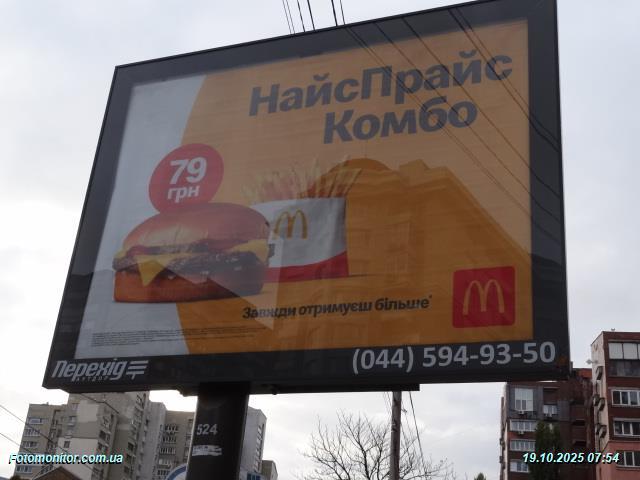 НайсПрайс
Комбо
79
грн
M
Завжди отримуєш більше*
M
Перехід
АУТДОР
(044) 594-93-50
524
Fotomonitor.com.ua
19.10.2025 07:54